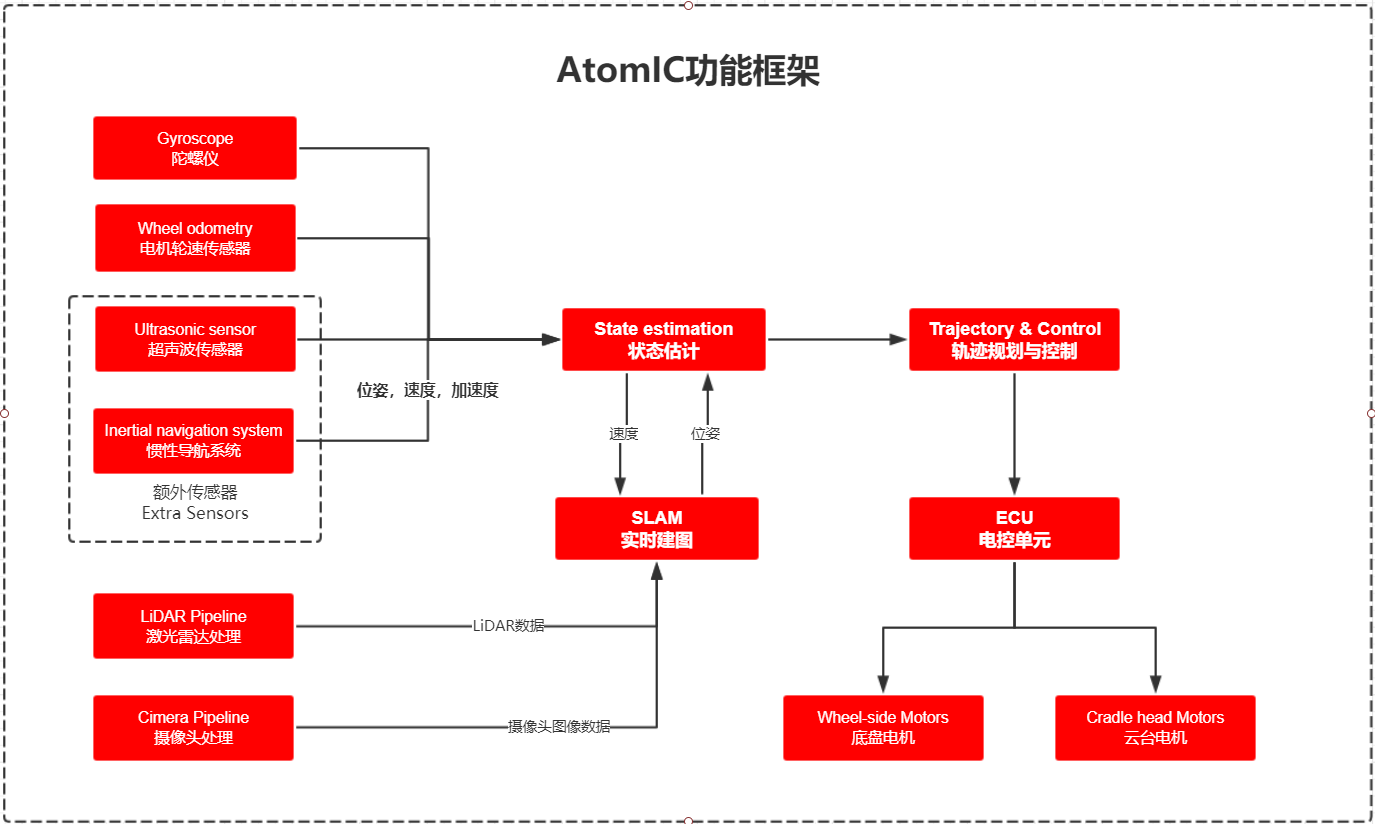 AtomIC功能框架
Gyroscope
陀螺仪
Wheel odometry
电机轮速传感器
Ultrasonic sensor
超声波传感器
State estimation
状态估计
Trajectory & Control
轨迹规划与控制
位姿，速度，加速度
Inertial navigation system
惯性导航系统
速度
位姿
额外传感器
Extra Sensors
SLAM
实时建图
ECU
电控单元
LiDAR Pipeline
激光雷达处理
LiDAR数据
Cimera Pipeline
摄像头处理
摄像头图像数据
Wheel-side Motors
底盘电机
Cradle head Motors
云台电机